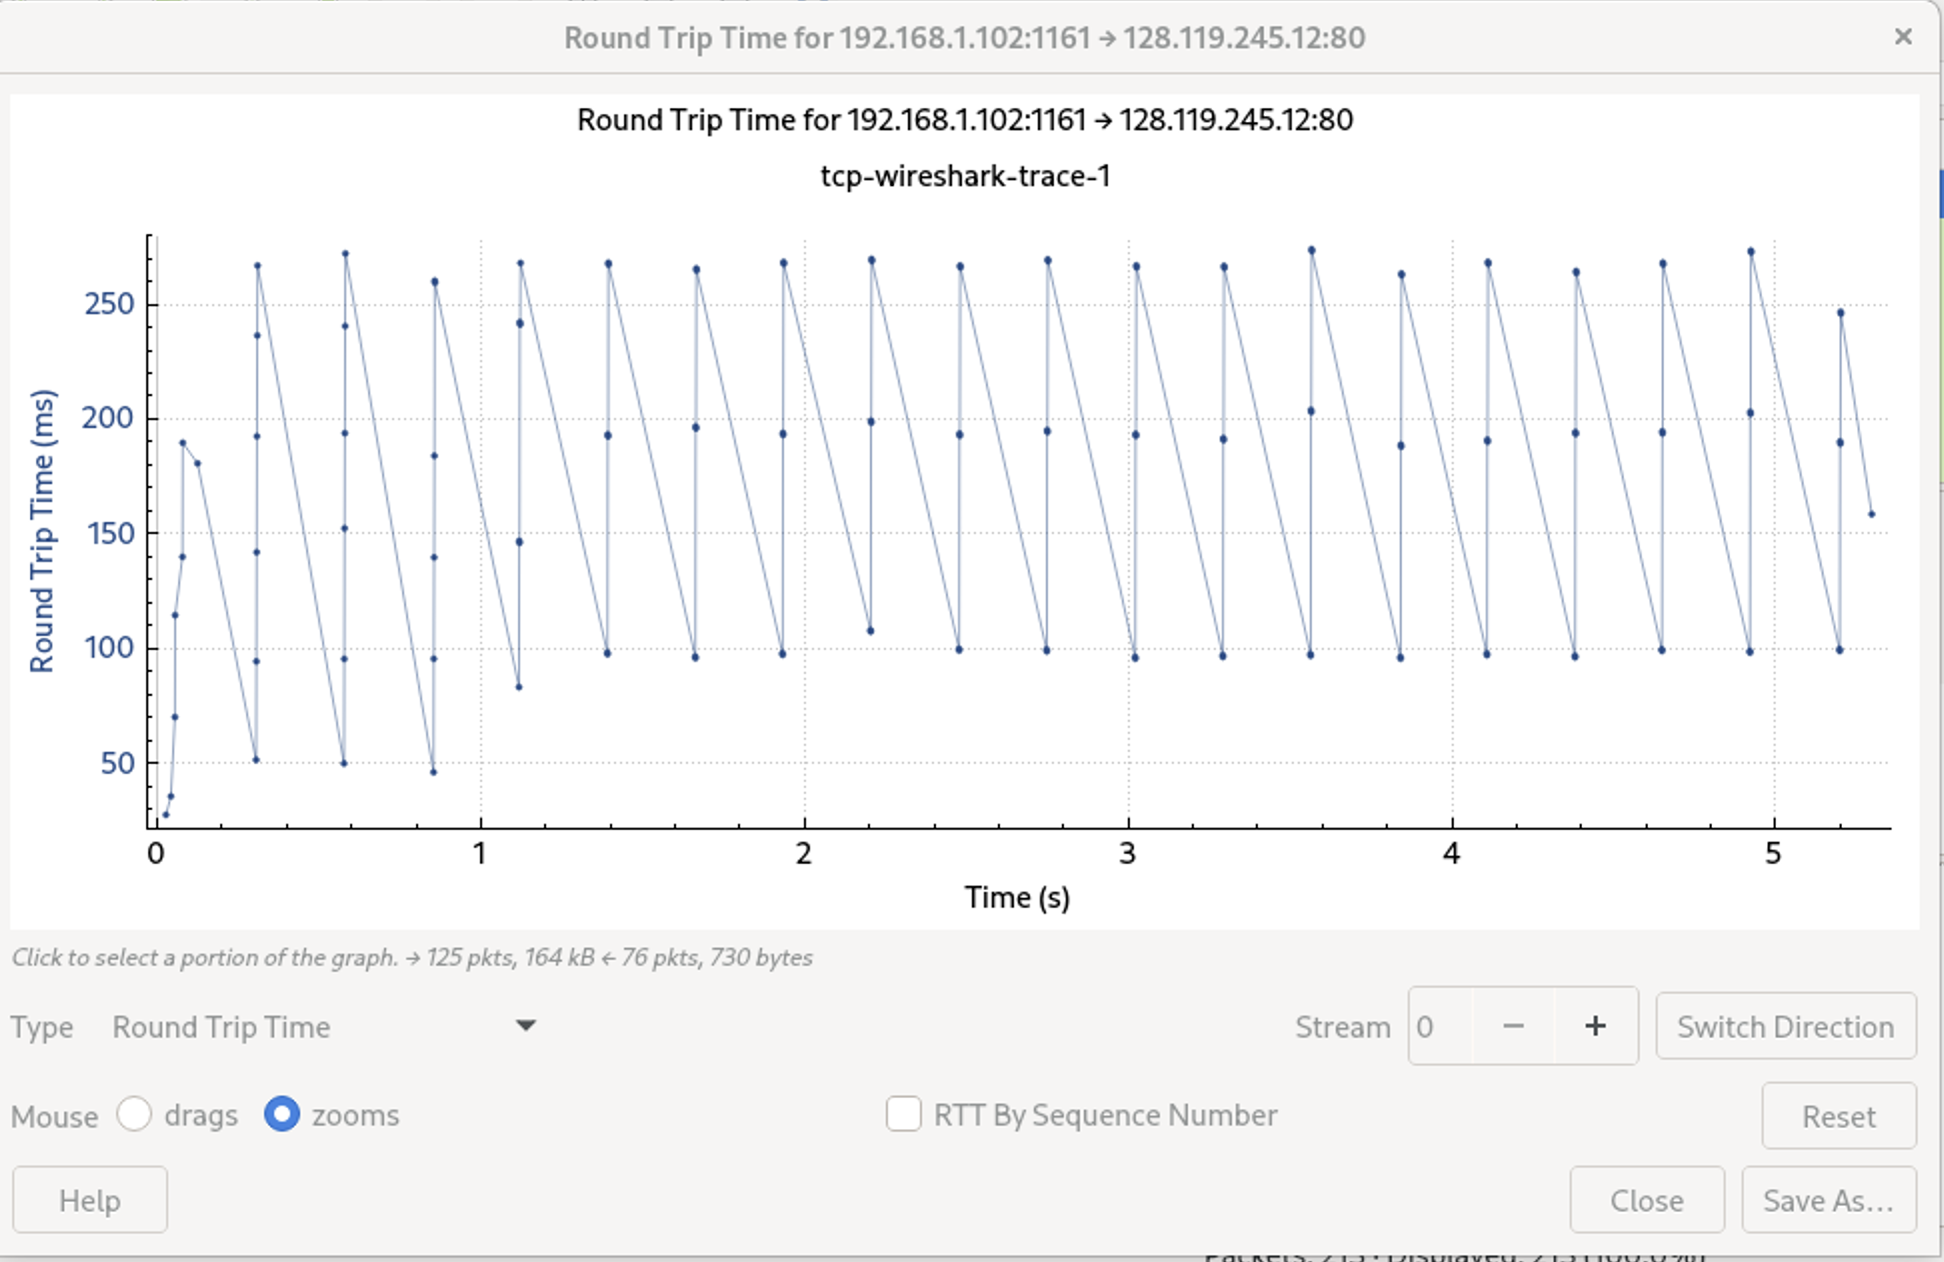 Round Trip Time for 192.168.1.102:1161 → 128.119.245.12:80 ×
Round Trip Time for 192.168.1.102:1161 → 128.119.245.12:80
tcp-wireshark-trace-1
Round Trip Time (ms)
250
200
150
100
50
0 1 2 3 4 5
Time (s)
Click to select a portion of the graph. → 125 pkts, 164 kB ← 76 pkts, 730 bytes
Type Round Trip Time Stream 0 − + Switch Direction
Mouse drags zooms RTT By Sequence Number Reset
Help Close Save As…